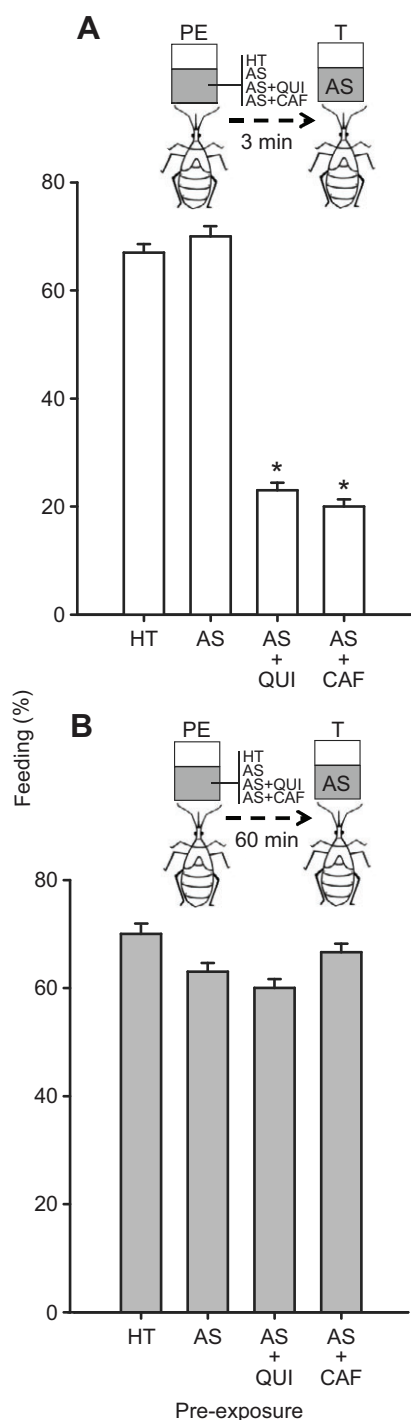 A
PE
T
HT
AS
AS+QUI
AS+CAF
AS
3 min
80
60
40
20
0
*
*
HT
AS
AS
+
QUI
AS
+
CAF
Feeding (%)
B
PE
T
HT
AS
AS+QUI
AS+CAF
AS
60 min
80
60
40
20
0
HT
AS
AS
+
QUI
AS
+
CAF
Pre-exposure